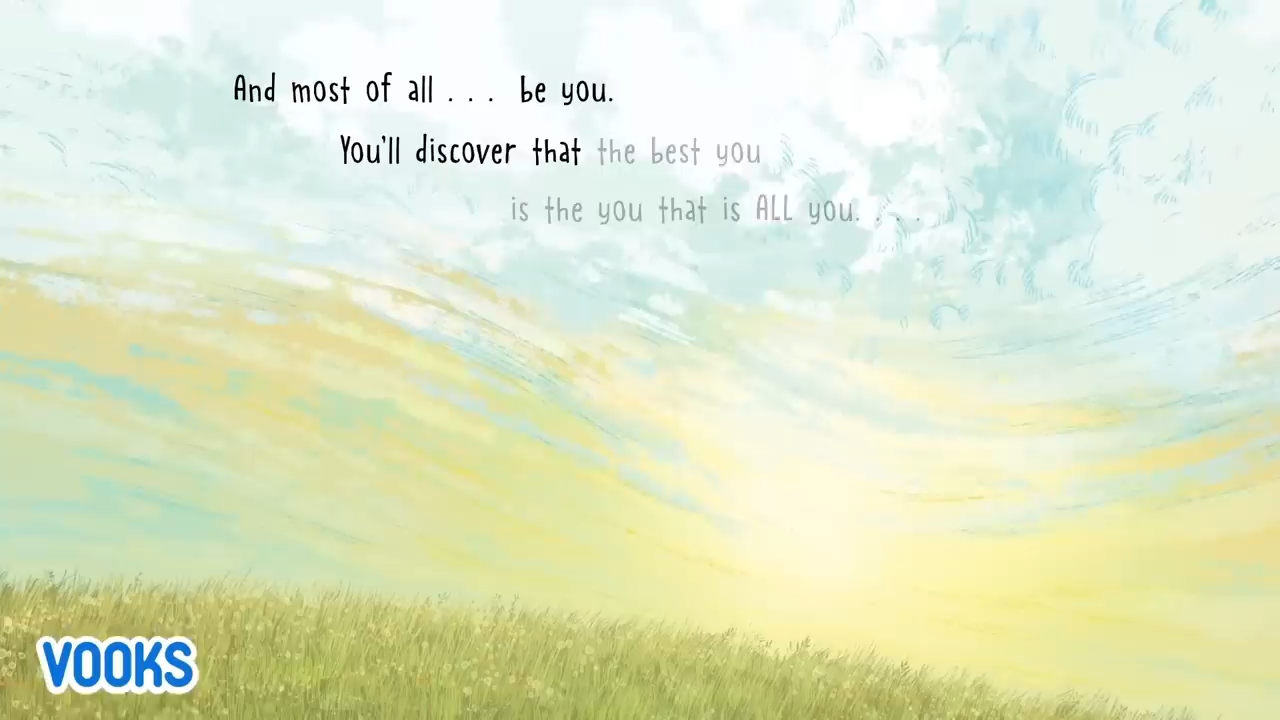 And most of all . . . be you.
You'll discover that the best you
is the you that is ALL you. . . .
VOOKS